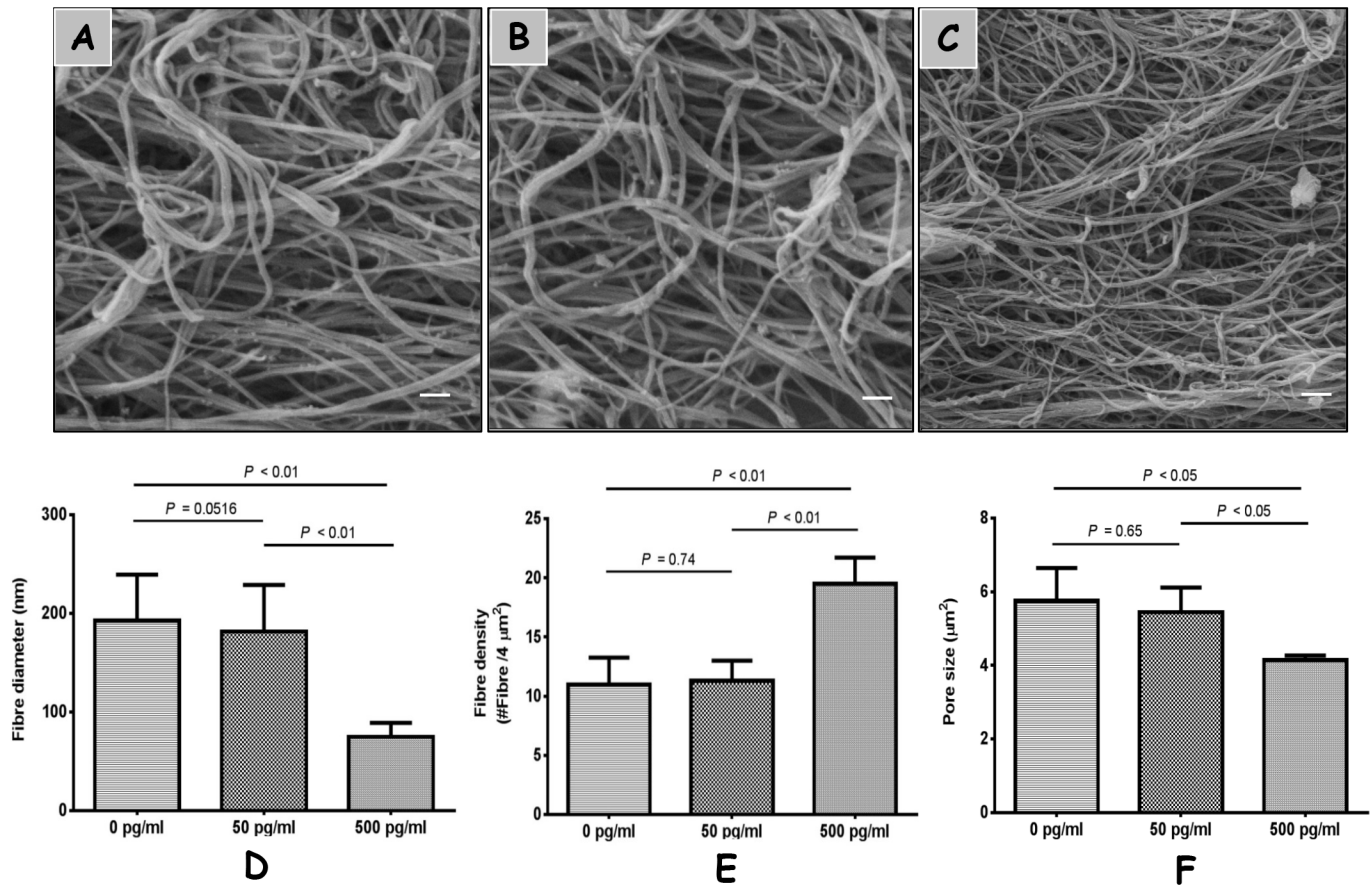 A
B
C
P < 0.01
P = 0.0516
P < 0.01
300
200
100
0
Fibre diameter (nm)
0 pg/ml
50 pg/ml
500 pg/ml
D
P < 0.01
P < 0.01
P = 0.74
25
20
15
10
5
0
Fibre density
(#Fibre /4 μm²)
0 pg/ml
50 pg/ml
500 pg/ml
E
P < 0.05
P < 0.05
P = 0.65
8
6
4
2
0
Pore size (μm²)
0 pg/ml
50 pg/ml
500 pg/ml
F